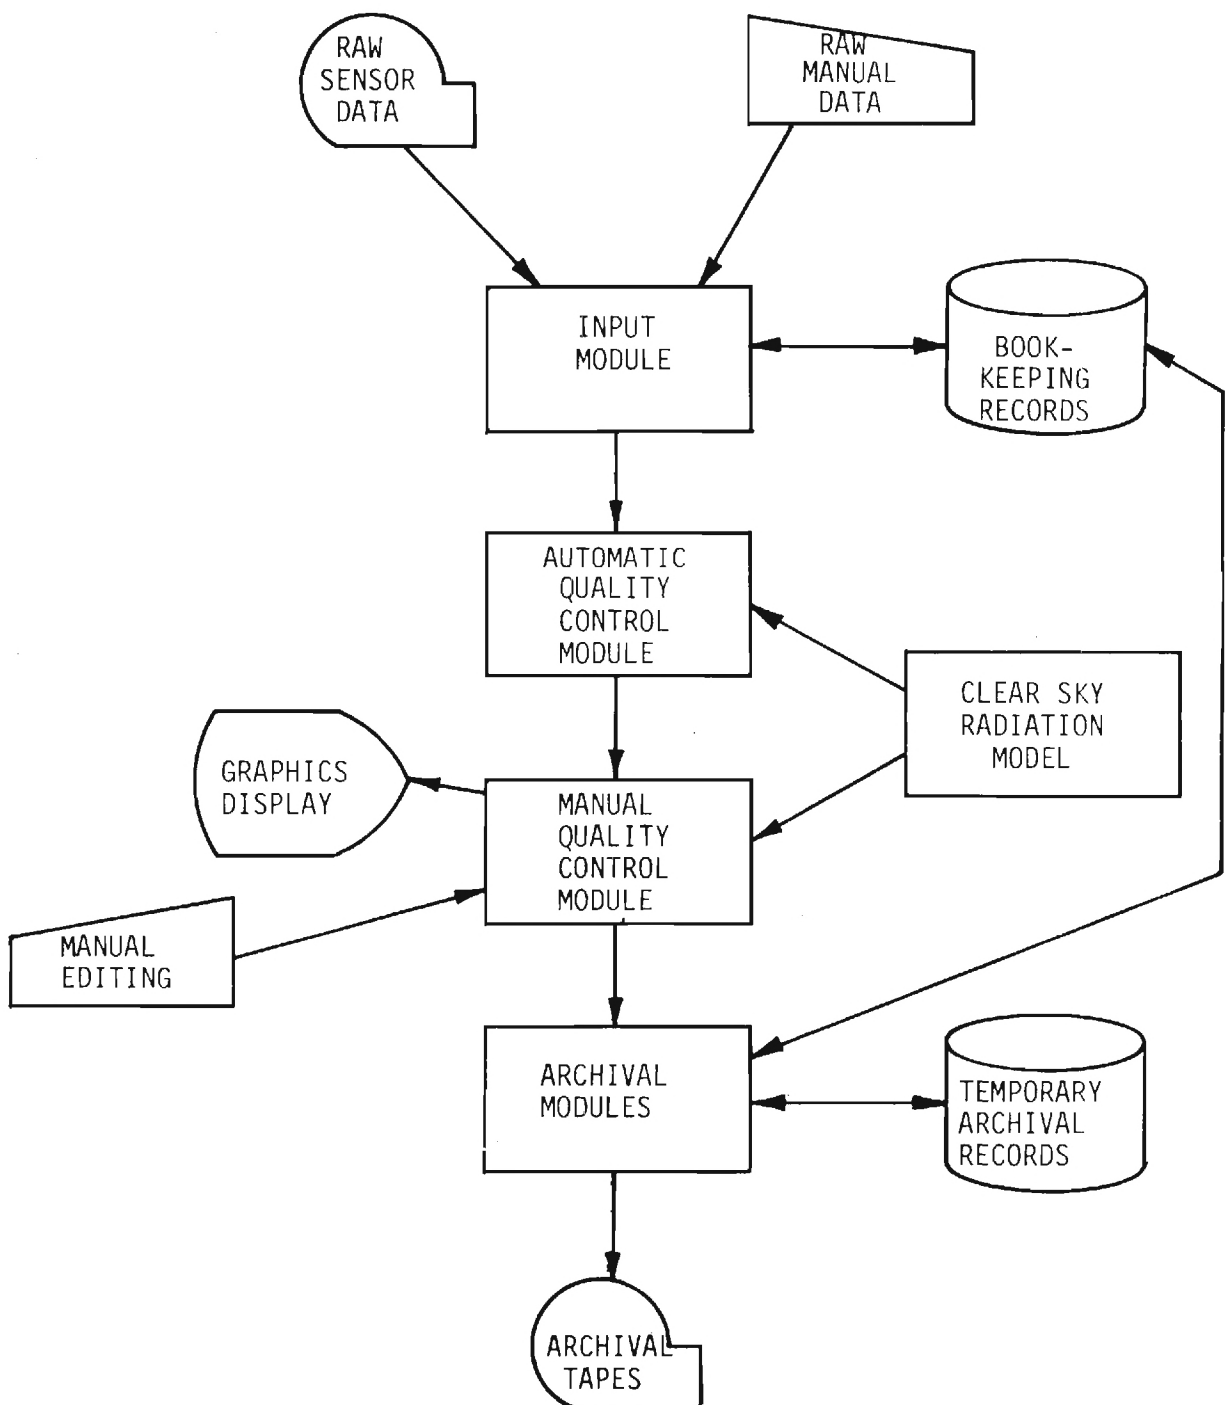 RAW
SENSOR
DATA
RAW
MANUAL
DATA
INPUT
MODULE
BOOK-
KEEPING
RECORDS
AUTOMATIC
QUALITY
CONTROL
MODULE
CLEAR SKY
RADIATION
MODEL
GRAPHICS
DISPLAY
MANUAL
QUALITY
CONTROL
MODULE
MANUAL
EDITING
ARCHIVAL
MODULES
TEMPORARY
ARCHIVAL
RECORDS
ARCHIVAL
TAPES